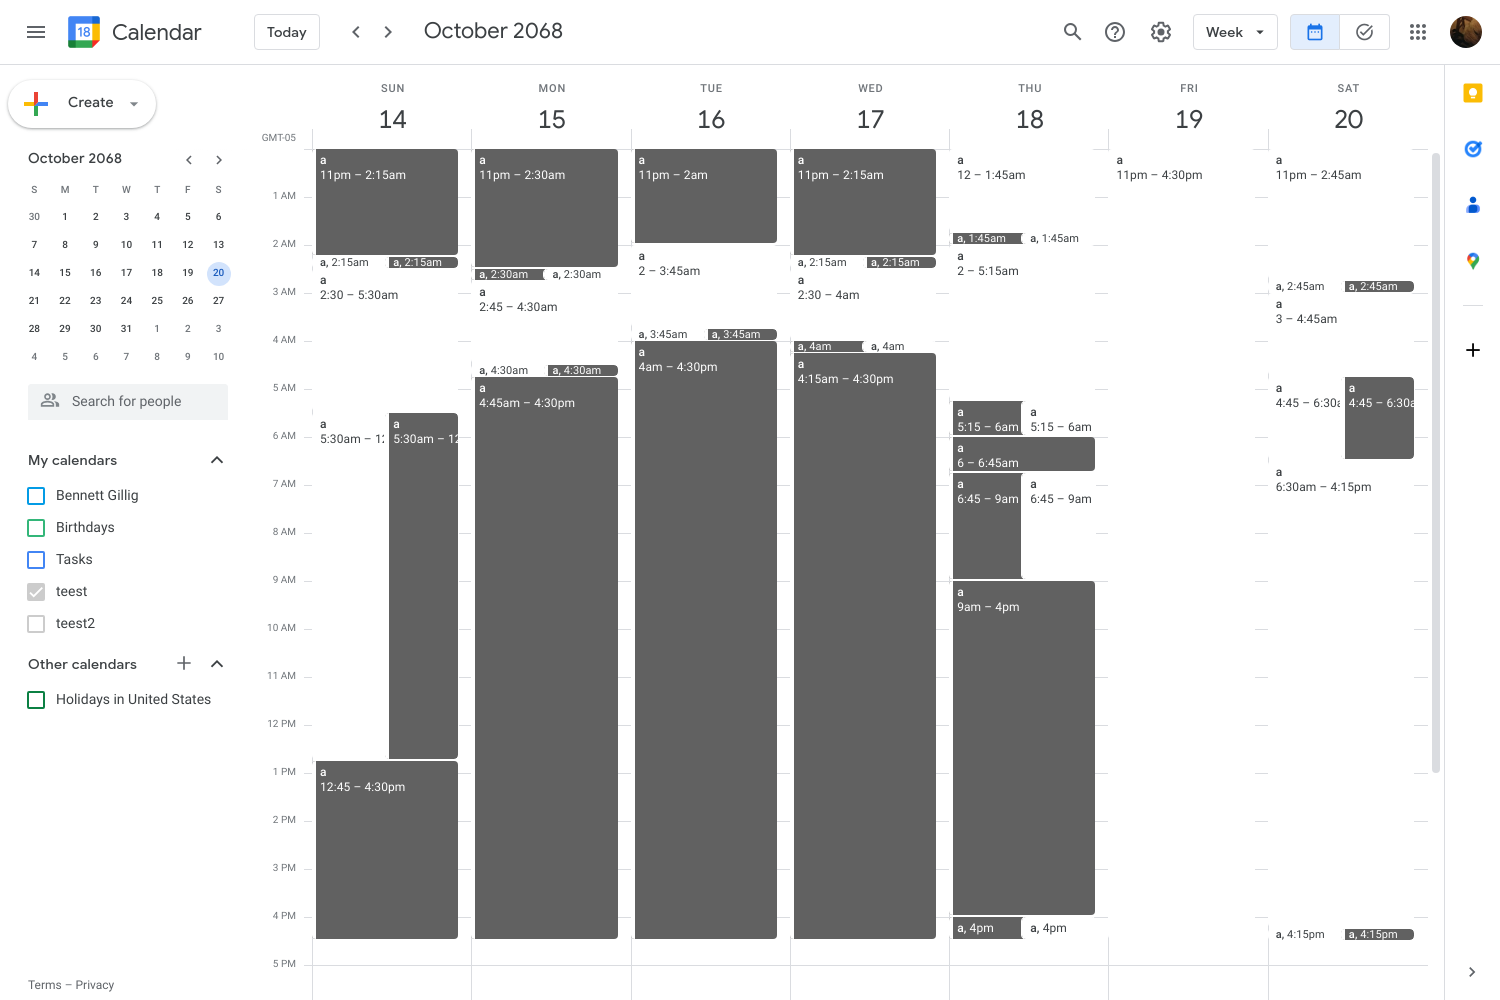 18 Calendar
Today
October 2068
Week
Create
October 2068
S M T W T F S
30 1 2 3 4 5 6
7 8 9 10 11 12 13
14 15 16 17 18 19 20
21 22 23 24 25 26 27
28 29 30 31 1 2 3
4 5 6 7 8 9 10
Search for people
My calendars
Bennett Gillig
Birthdays
Tasks
teest
teest2
Other calendars
Holidays in United States
Terms – Privacy
GMT-05
1 AM
2 AM
3 AM
4 AM
5 AM
6 AM
7 AM
8 AM
9 AM
10 AM
11 AM
12 PM
1 PM
2 PM
3 PM
4 PM
5 PM
SUN
14
a
11pm – 2:15am
a, 2:15am
a, 2:15am
a
2:30 – 5:30am
a
5:30am – 12
a
5:30am – 12
a
12:45 – 4:30pm
MON
15
a
11pm – 2:30am
a, 2:30am
a, 2:30am
a
2:45 – 4:30am
a, 4:30am
a, 4:30am
a
4:45am – 4:30pm
TUE
16
a
11pm – 2am
a
2 – 3:45am
a, 3:45am
a, 3:45am
a
4am – 4:30pm
WED
17
a
11pm – 2:15am
a, 2:15am
a, 2:15am
a
2:30 – 4am
a, 4am
a, 4am
a
4:15am – 4:30pm
THU
18
a
12 – 1:45am
a, 1:45am
a, 1:45am
a
2 – 5:15am
a
5:15 – 6am
a
5:15 – 6am
a
6 – 6:45am
a
6:45 – 9am
a
6:45 – 9am
a
9am – 4pm
a, 4pm
a, 4pm
FRI
19
a
11pm – 4:30pm
SAT
20
a
11pm – 2:45am
a, 2:45am
a, 2:45am
a
3 – 4:45am
a
4:45 – 6:30a
a
4:45 – 6:30a
a
6:30am – 4:15pm
a, 4:15pm
a, 4:15pm